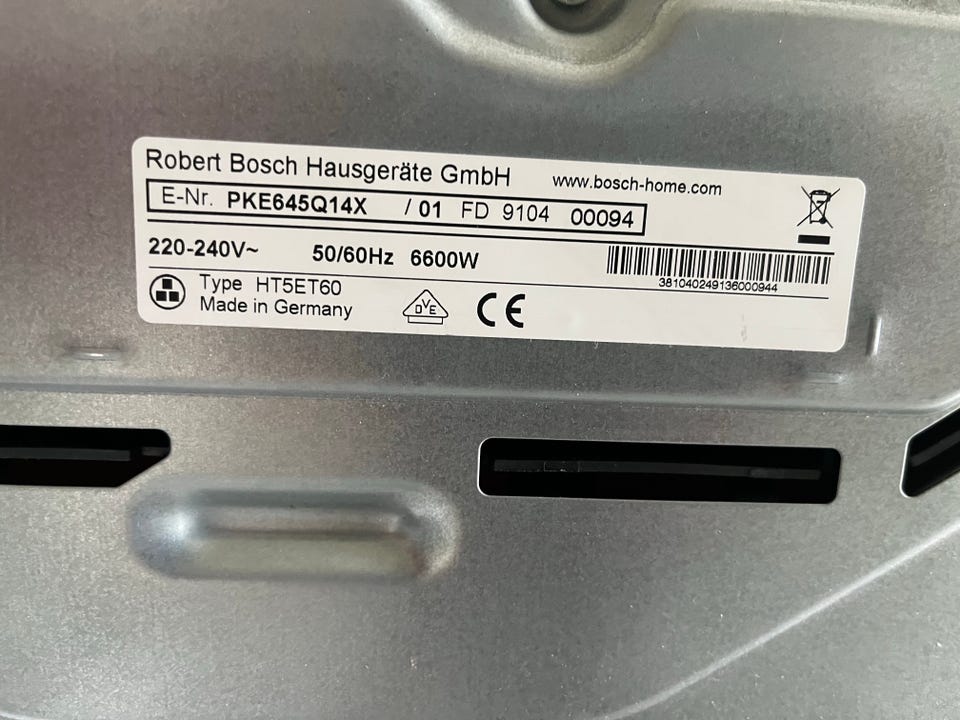 Robert Bosch Hausgeräte GmbH www.bosch-home.com
E-Nr. PKE645Q14X / 01 FD 9104 00094
220-240V~ 50/60Hz 6600W
381040249136000944
Type HT5ET60
Made in Germany
DVE CE